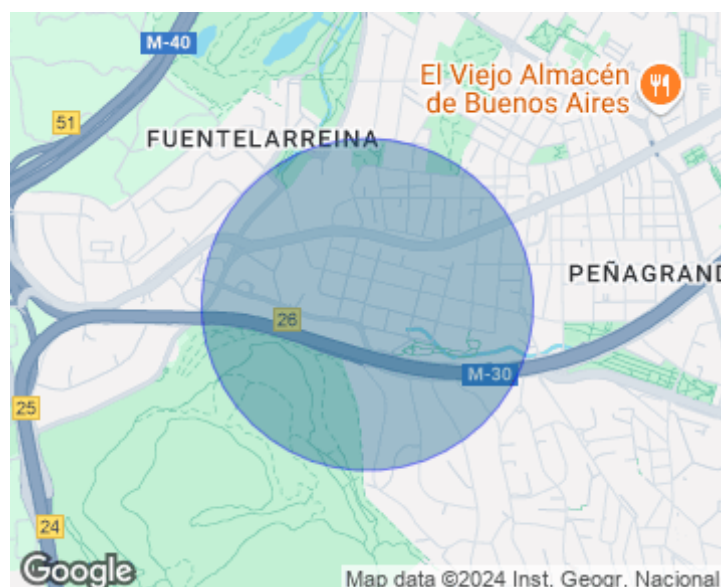 M-40
El Viejo Almacén
de Buenos Aires
51
FUENTELARREINA
PEÑAGRAND
26
M-30
25
24
Google
Map data ©2024 Inst. Geogr. Nacional